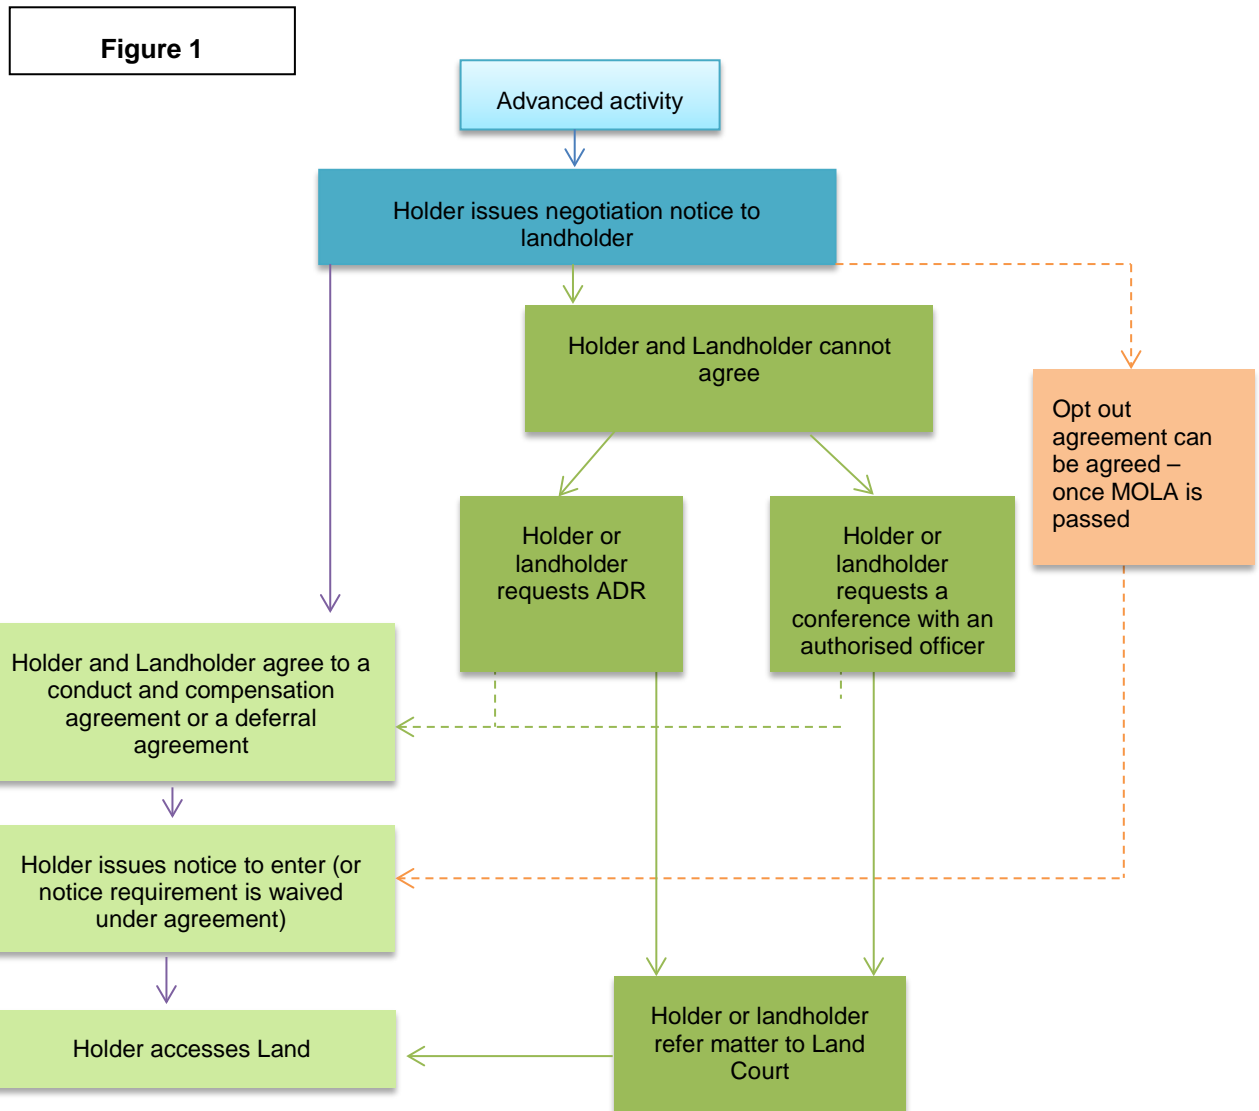 Figure 1
Advanced activity
Holder issues negotiation notice to
landholder
Holder and Landholder cannot
agree
Opt out
agreement can
be agreed –
once MOLA is
passed
Holder or
landholder
requests ADR
Holder or
landholder
requests a
conference with an
authorised officer
Holder and Landholder agree to a
conduct and compensation
agreement or a deferral
agreement
Holder issues notice to enter (or
notice requirement is waived
under agreement)
Holder or landholder
refer matter to Land
Court
Holder accesses Land